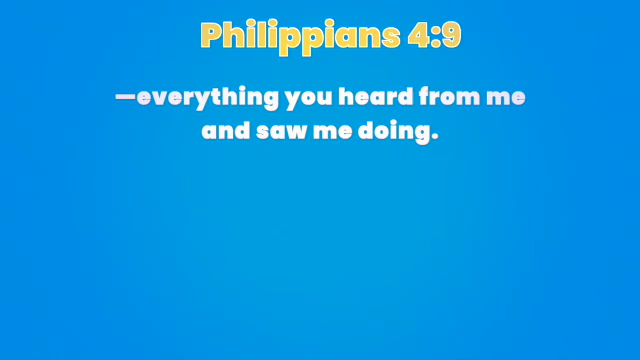 Philippians 4:9
—everything you heard from me
and saw me doing.